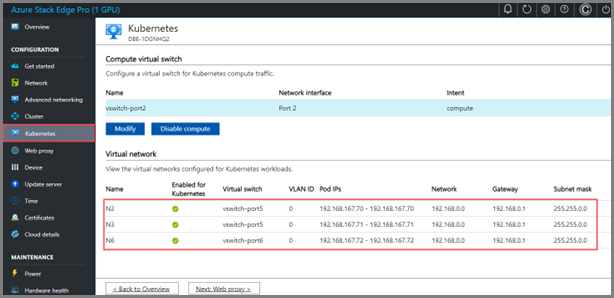 Azure Stack Edge Pro (1 GPU)
Overview
CONFIGURATION
Get started
Network
Advanced networking
Cluster
Kubernetes
Web proxy
Device
Update server
Time
Certificates
Cloud details
MAINTENANCE
Power
Hardware health
Kubernetes
DBE-1DGNHQ2
Compute virtual switch
Configure a virtual switch for Kubernetes compute traffic.
Name Network interface Intent
vswitch-port2 Port 2 compute
Modify Disable compute
Virtual network
View the virtual networks configured for Kubernetes workloads.
Name Enabled for Kubernetes Virtual switch VLAN ID Pod IPs Network Gateway Subnet mask
N2 vswitch-port5 0 192.168.167.70 - 192.168.167.70 192.168.0.0 192.168.0.1 255.255.0.0
N3 vswitch-port5 0 192.168.167.71 - 192.168.167.71 192.168.0.0 192.168.0.1 255.255.0.0
N6 vswitch-port6 0 192.168.167.72 - 192.168.167.72 192.168.0.0 192.168.0.1 255.255.0.0
< Back to Overview Next: Web proxy >